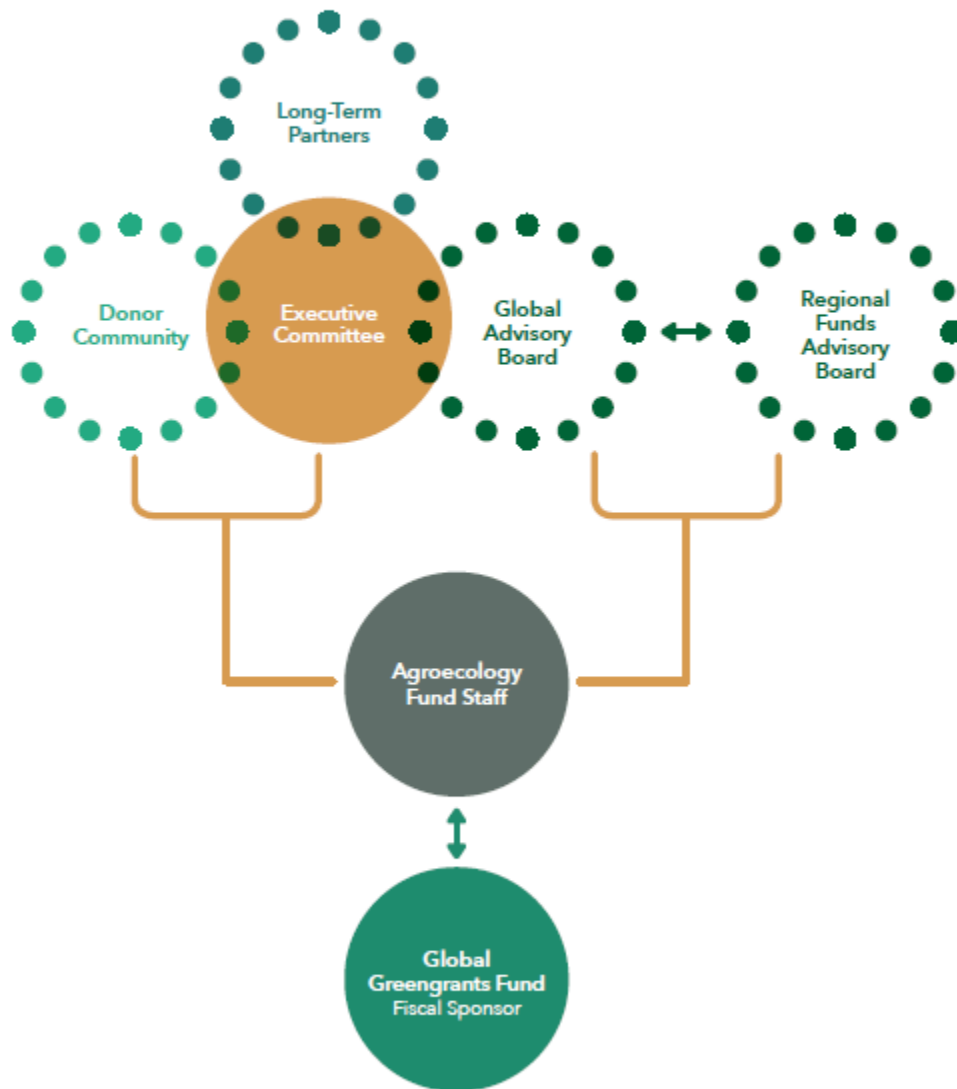 Long-Term
Partners
Donor
Community
Executive
Committee
Global
Advisory
Board
Regional
Funds
Advisory
Board
Agroecology
Fund Staff
Global
Greengrants Fund
Fiscal Sponsor